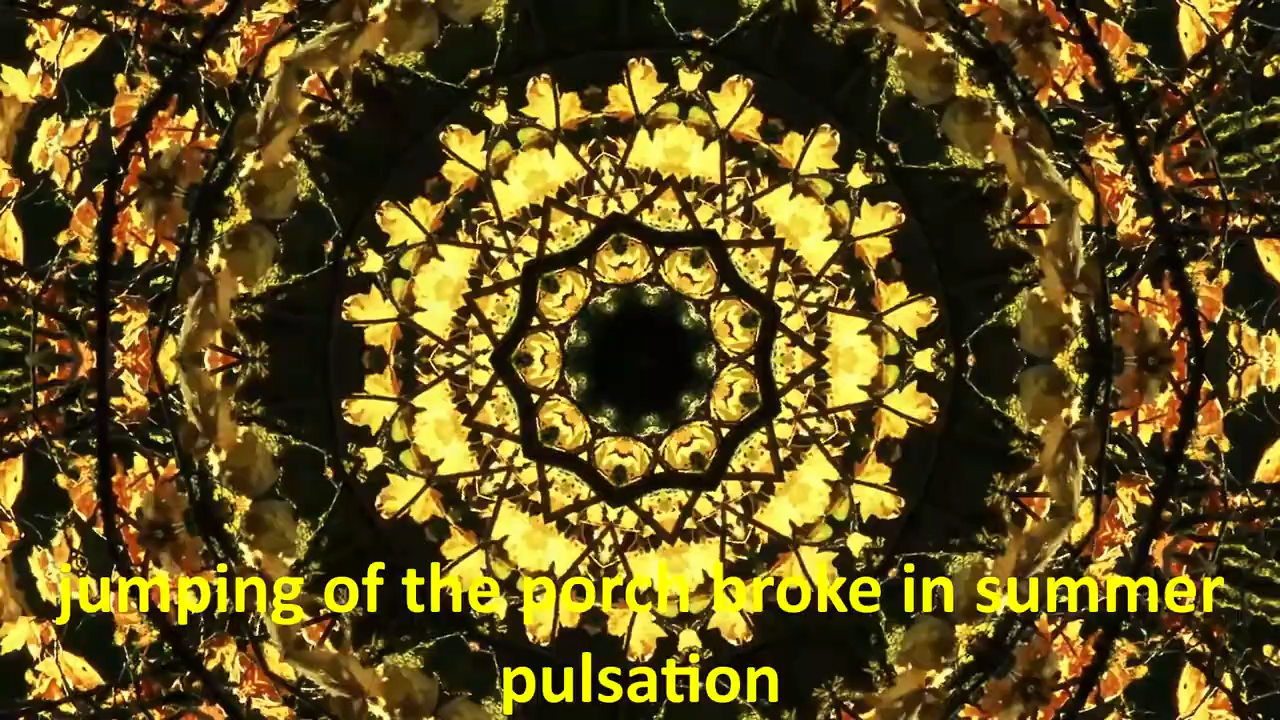 jumping of the porch broke in summer
pulsation